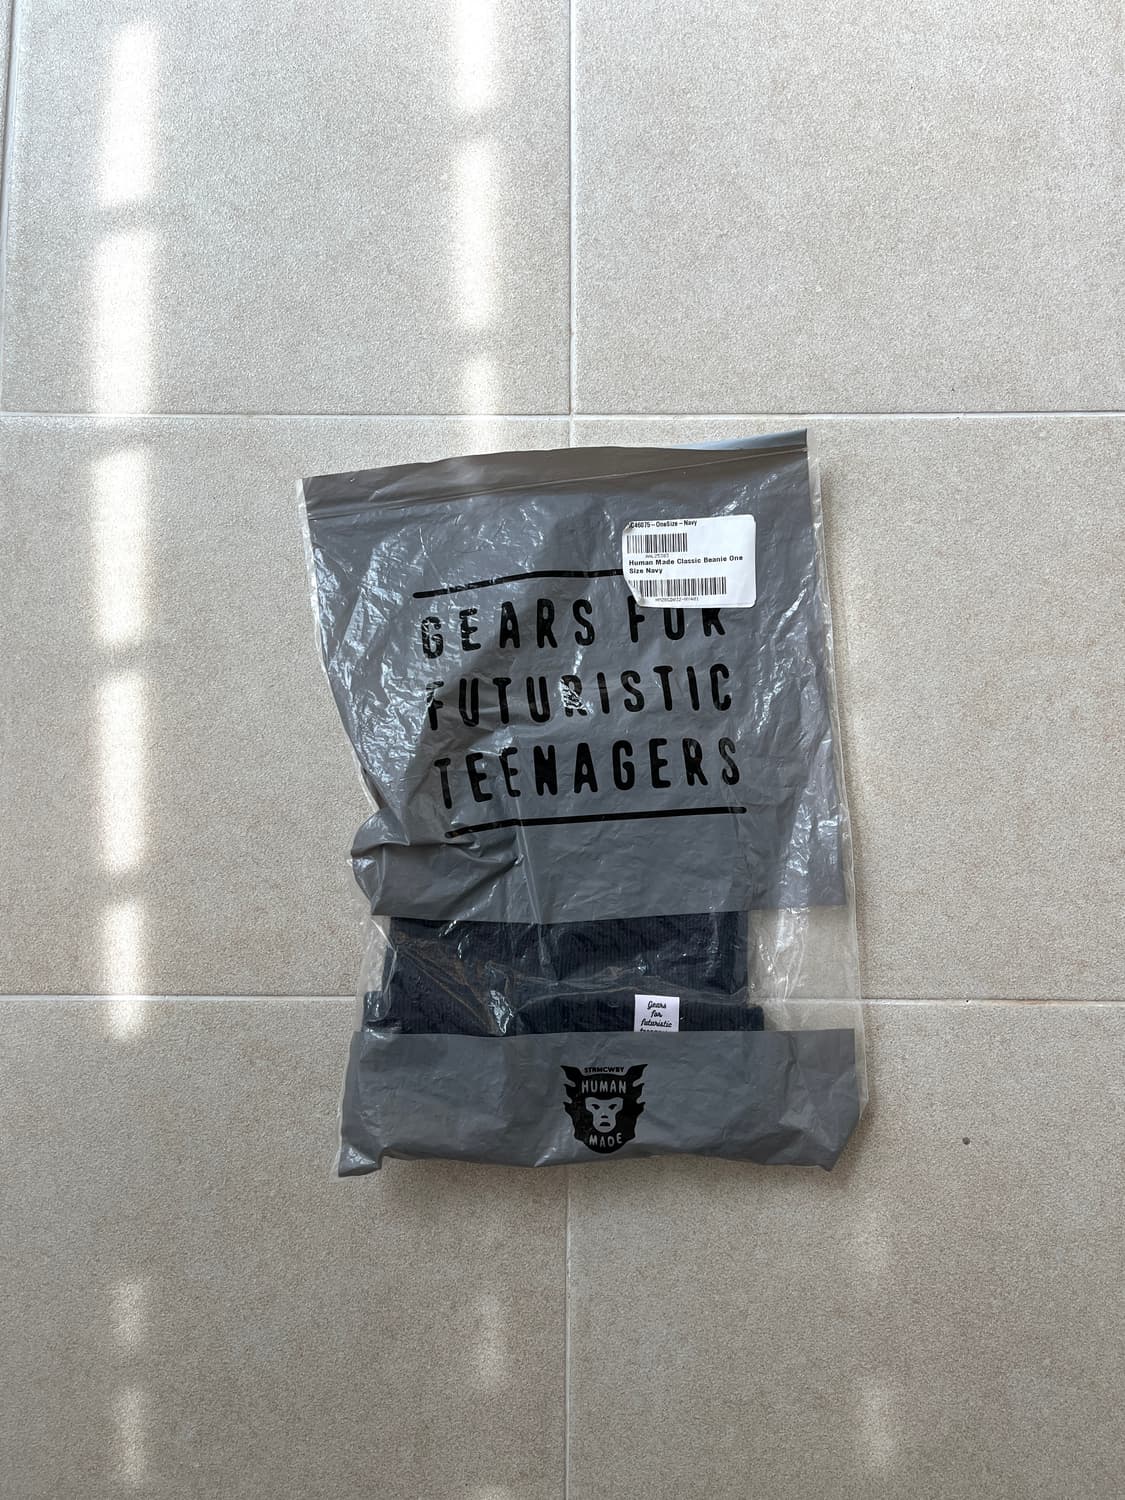 C46075-OneSize-Navy
Human Made Classic Beanie One
Size Navy
GEARS FOR
FUTURISTIC
TEENAGERS
Gears
for
futuristic
STRMCWBY
HUMAN
MADE